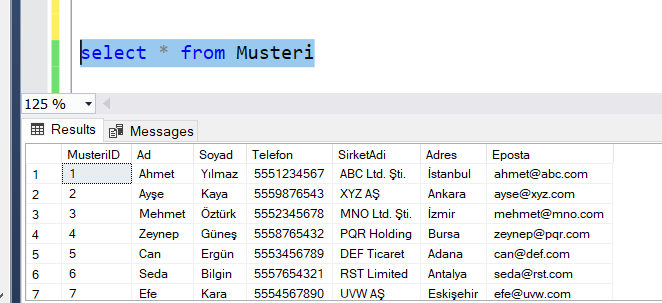 select * from Musteri
125 %
Results Messages
MusteriID Ad Soyad Telefon SirketAdi Adres Eposta
1 1 Ahmet Yılmaz 5551234567 ABC Ltd. Şti. İstanbul ahmet@abc.com
2 2 Ayşe Kaya 5559876543 XYZ AŞ Ankara ayse@xyz.com
3 3 Mehmet Öztürk 5552345678 MNO Ltd. Şti. İzmir mehmet@mno.com
4 4 Zeynep Güneş 5558765432 PQR Holding Bursa zeynep@pqr.com
5 5 Can Ergün 5553456789 DEF Ticaret Adana can@def.com
6 6 Seda Bilgin 5557654321 RST Limited Antalya seda@rst.com
7 7 Efe Kara 5554567890 UVW AŞ Eskişehir efe@uvw.com